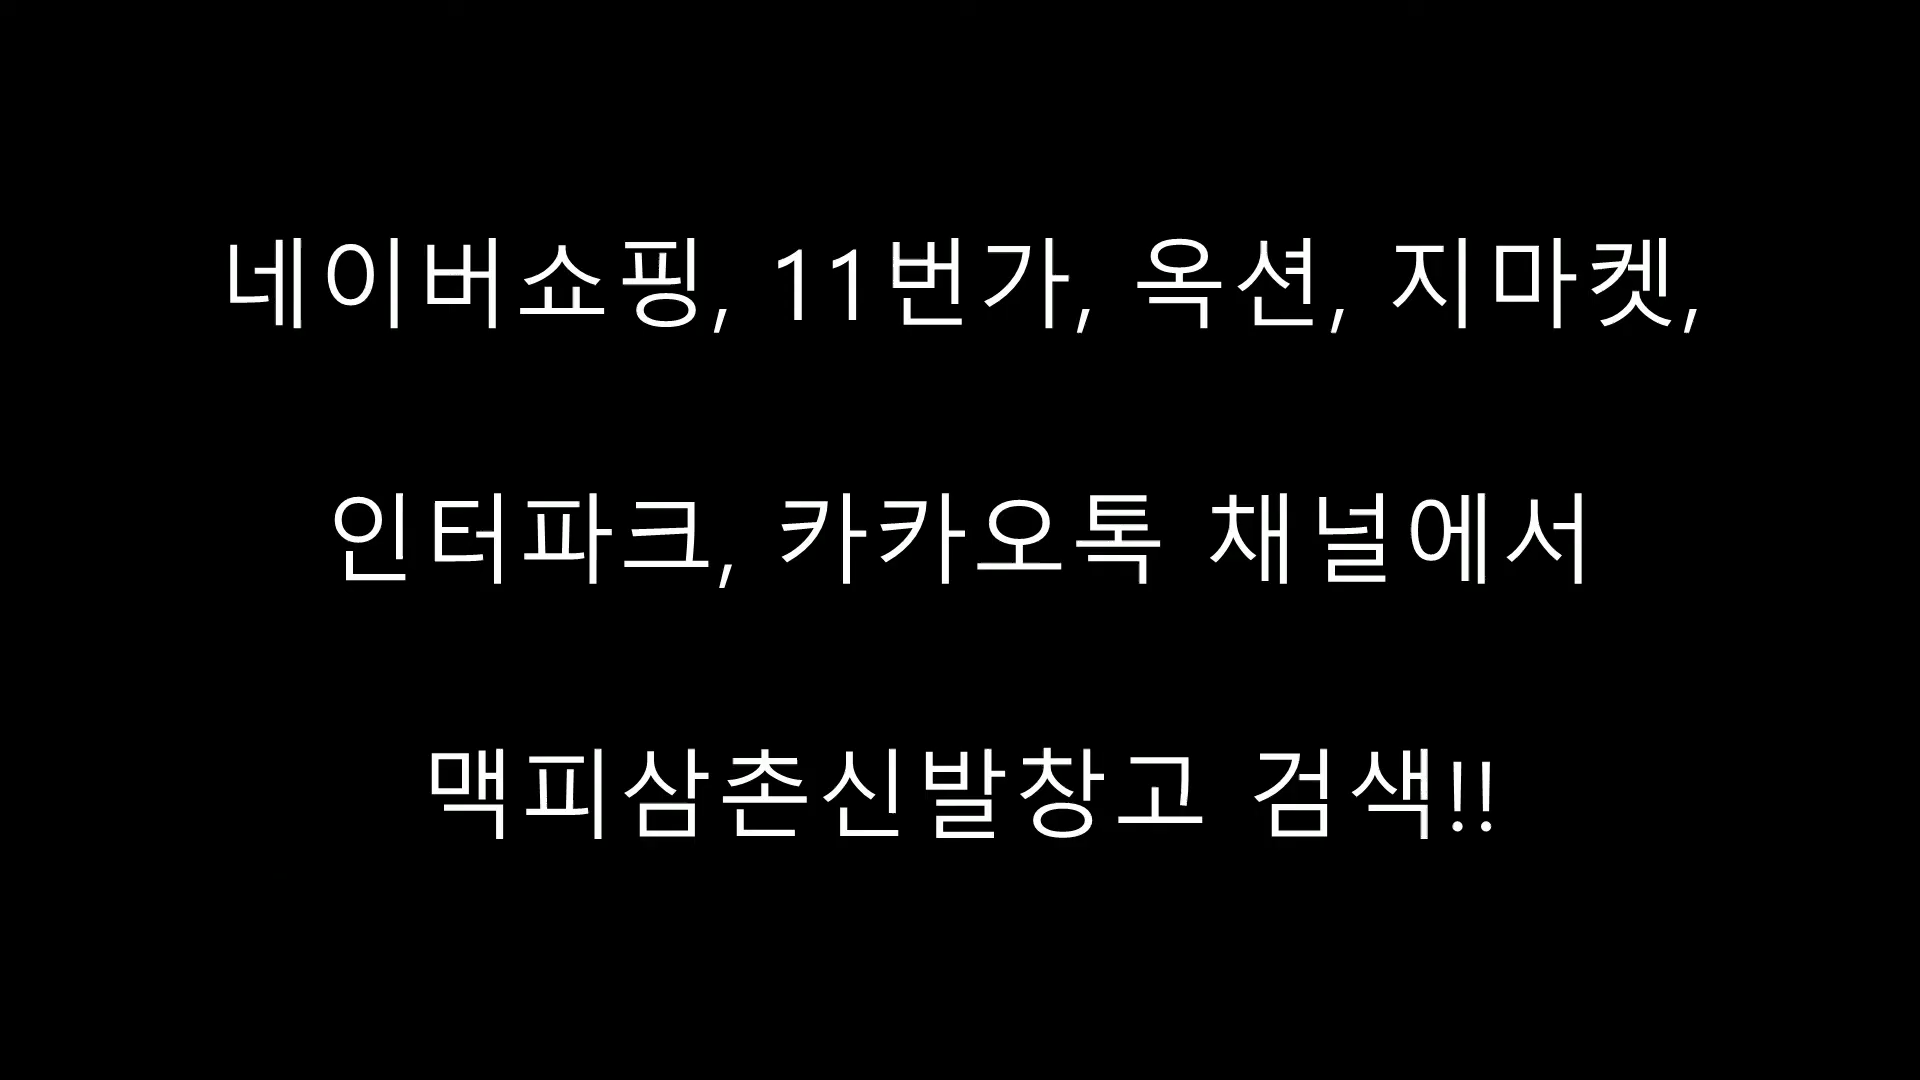 네이버쇼핑, 11번가, 옥션, 지마켓,
인터파크, 카카오톡 채널에서
맥피삼촌신발창고 검색!!